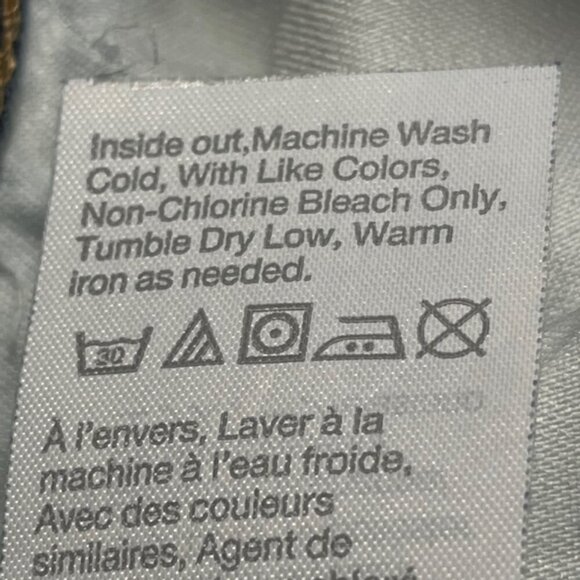 Inside out,Machine Wash
Cold, With Like Colors,
Non-Chlorine Bleach Only,
Tumble Dry Low, Warm
iron as needed.
30
À l'envers, Laver à la
machine à l'eau froide,
Avec des couleurs
similaires, Agent de